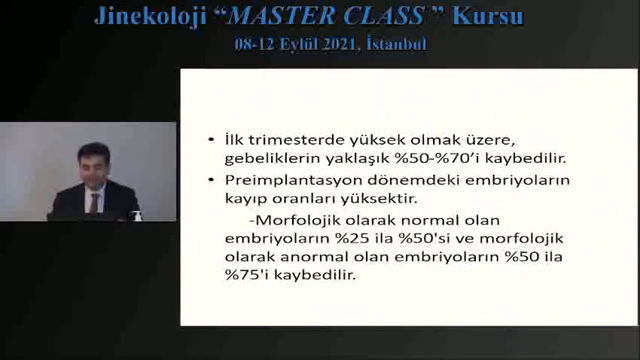 Jinekoloji “MASTER CLASS ” Kursu
08-12 Eylül 2021, İstanbul
• İlk trimesterde yüksek olmak üzere,
gebeliklerin yaklaşık %50-%70’i kaybedilir.
• Preimplantasyon dönemdeki embriyoların
kayıp oranları yüksektir.
-Morfolojik olarak normal olan
embriyoların %25 ila %50'si ve morfolojik
olarak anormal olan embriyoların %50 ila
%75'i kaybedilir.